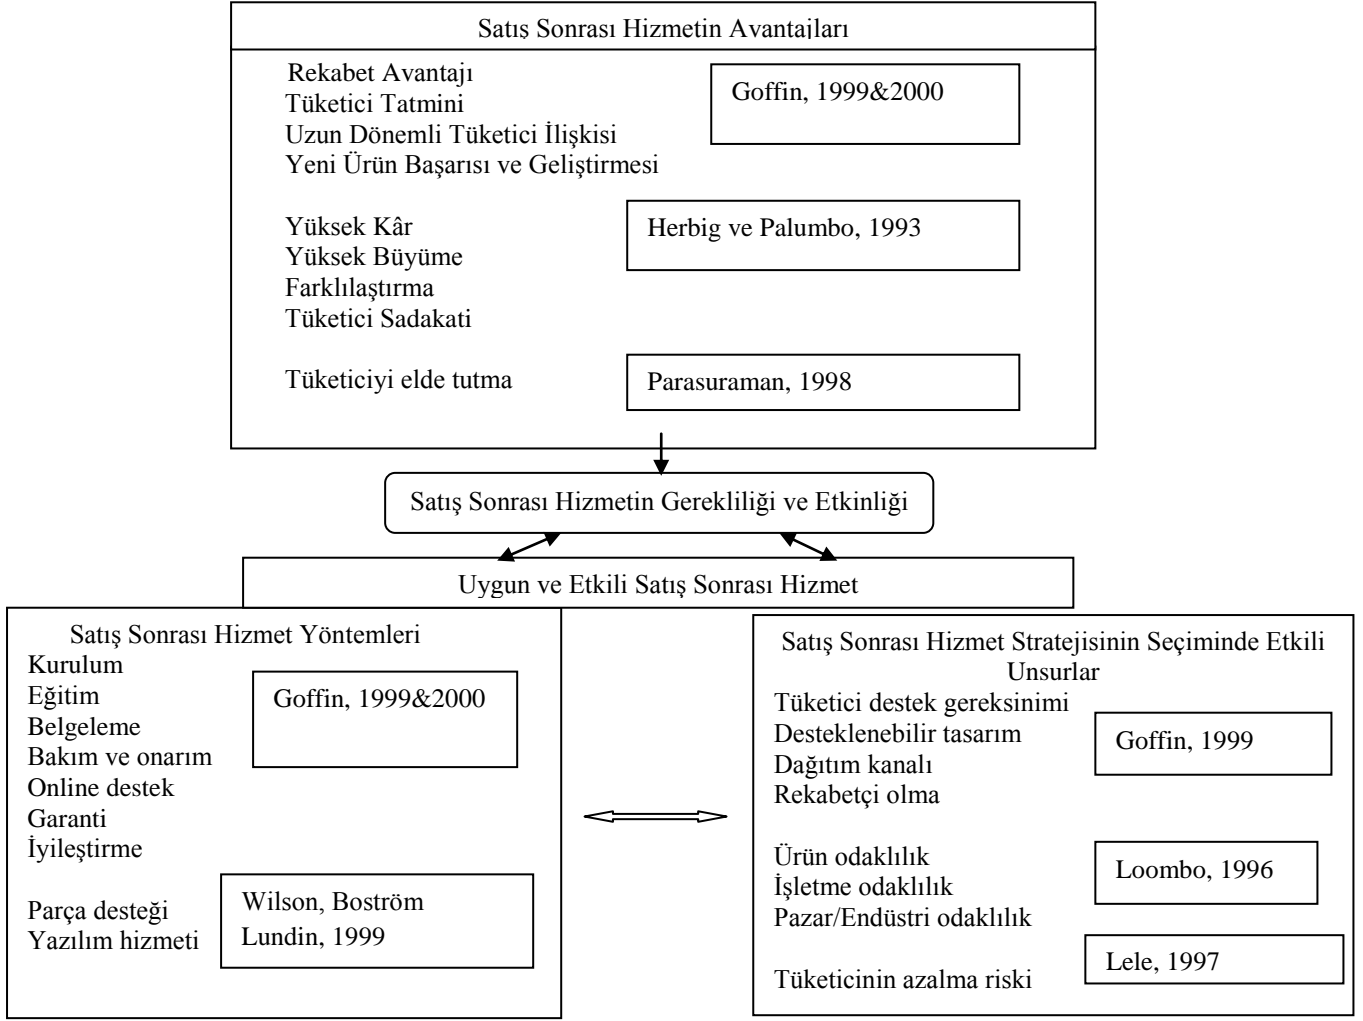 Satış Sonrası Hizmetin Avantajları
Rekabet Avantajı
Tüketici Tatmini
Uzun Dönemli Tüketici İlişkisi
Yeni Ürün Başarısı ve Geliştirmesi
Goffin, 1999&2000
Yüksek Kâr
Yüksek Büyüme
Farklılaştırma
Tüketici Sadakati
Herbig ve Palumbo, 1993
Tüketiciyi elde tutma
Parasuraman, 1998
Satış Sonrası Hizmetin Gerekliliği ve Etkinliği
Uygun ve Etkili Satış Sonrası Hizmet
Satış Sonrası Hizmet Yöntemleri
Kurulum
Eğitim
Belgeleme
Bakım ve onarım
Online destek
Garanti
İyileştirme
Goffin, 1999&2000
Parça desteği
Yazılım hizmeti
Wilson, Boström
Lundin, 1999
Satış Sonrası Hizmet Stratejisinin Seçiminde Etkili
Unsurlar
Tüketici destek gereksinimi
Desteklenebilir tasarım
Dağıtım kanalı
Rekabetçi olma
Goffin, 1999
Ürün odaklılık
İşletme odaklılık
Pazar/Endüstri odaklılık
Loombo, 1996
Tüketicinin azalma riski
Lele, 1997